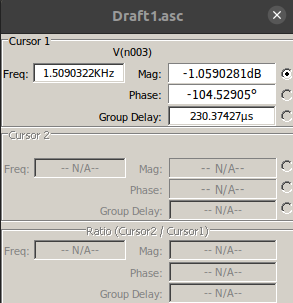 Draft1.asc
Cursor 1
V(n003)
Freq: 1.5090322KHz Mag: -1.0590281dB
Phase: -104.52905°
Group Delay: 230.37427µs
Cursor 2
Freq: -- N/A-- Mag: -- N/A--
Phase: -- N/A--
Group Delay: -- N/A--
Ratio (Cursor2 / Cursor1)
Freq: -- N/A-- Mag: -- N/A--
Phase: -- N/A--
Group Delay: -- N/A--